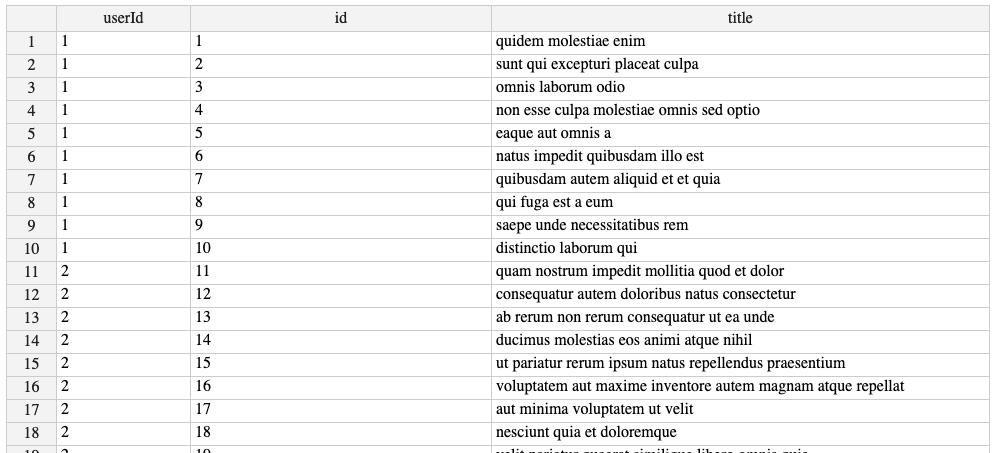 userId id title
1 1 1 quidem molestiae enim
2 1 2 sunt qui excepturi placeat culpa
3 1 3 omnis laborum odio
4 1 4 non esse culpa molestiae omnis sed optio
5 1 5 eaque aut omnis a
6 1 6 natus impedit quibusdam illo est
7 1 7 quibusdam autem aliquid et et quia
8 1 8 qui fuga est a eum
9 1 9 saepe unde necessitatibus rem
10 1 10 distinctio laborum qui
11 2 11 quam nostrum impedit mollitia quod et dolor
12 2 12 consequatur autem doloribus natus consectetur
13 2 13 ab rerum non rerum consequatur ut ea unde
14 2 14 ducimus molestias eos animi atque nihil
15 2 15 ut pariatur rerum ipsum natus repellendus praesentium
16 2 16 voluptatem aut maxime inventore autem magnam atque repellat
17 2 17 aut minima voluptatem ut velit
18 2 18 nesciunt quia et doloremque